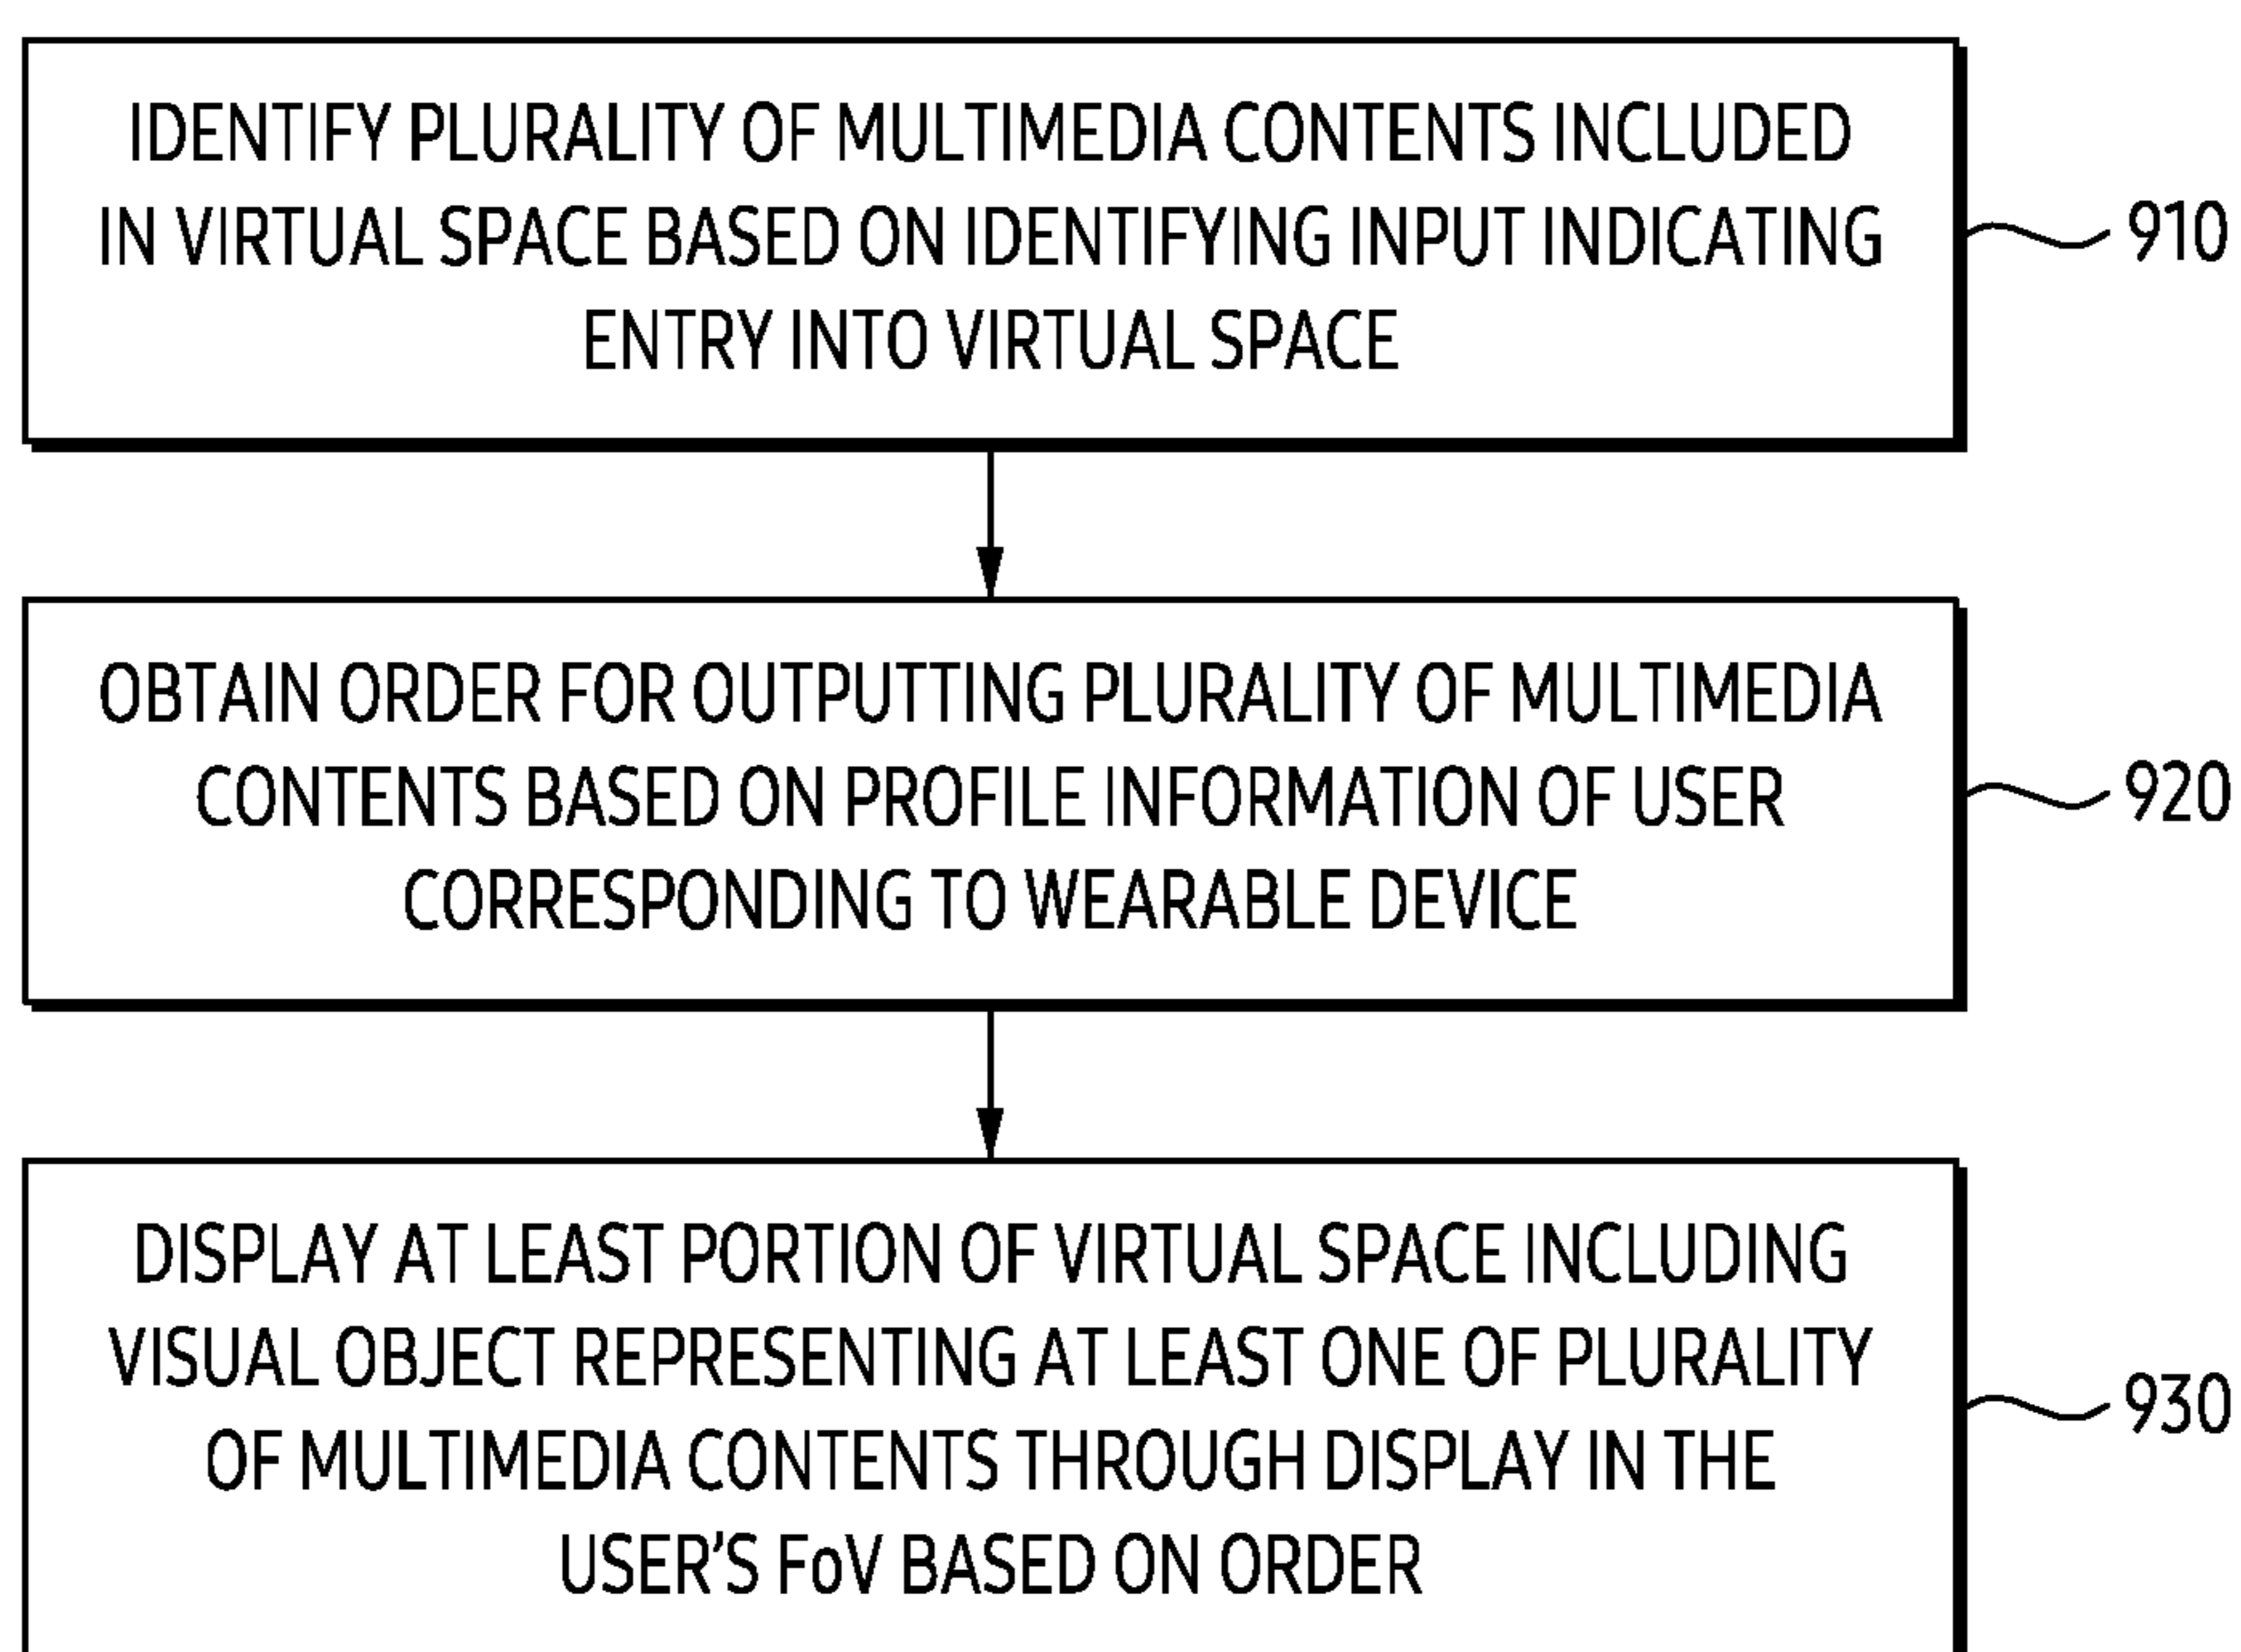 IDENTIFY PLURALITY OF MULTIMEDIA CONTENTS INCLUDED
IN VIRTUAL SPACE BASED ON IDENTIFYING INPUT INDICATING
ENTRY INTO VIRTUAL SPACE
910
OBTAIN ORDER FOR OUTPUTTING PLURALITY OF MULTIMEDIA
CONTENTS BASED ON PROFILE INFORMATION OF USER
CORRESPONDING TO WEARABLE DEVICE
920
DISPLAY AT LEAST PORTION OF VIRTUAL SPACE INCLUDING
VISUAL OBJECT REPRESENTING AT LEAST ONE OF PLURALITY
OF MULTIMEDIA CONTENTS THROUGH DISPLAY IN THE
USER'S FoV BASED ON ORDER
930